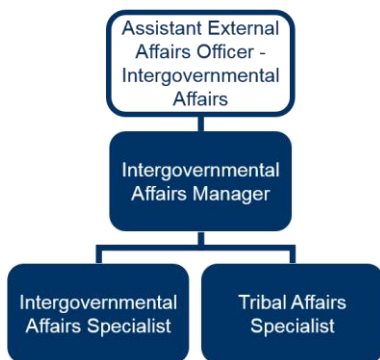 Assistant External
Affairs Officer -
Intergovernmental
Affairs
Intergovernmental
Affairs Manager
Intergovernmental
Affairs Specialist
Tribal Affairs
Specialist